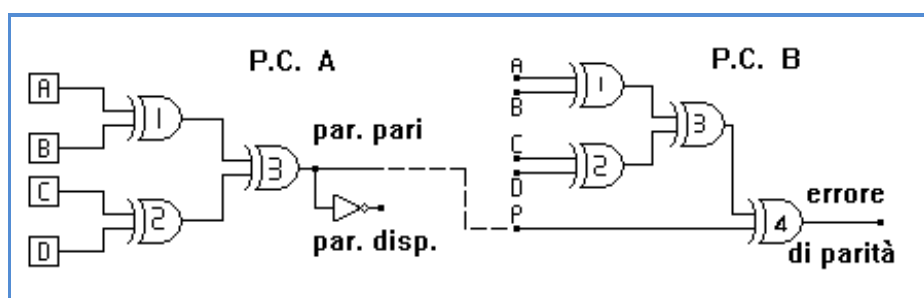 P.C. A
A
B
C
D
1
2
3
par. pari
par. disp.
P.C. B
A
B
C
D
P
1
2
3
4
errore
di parità